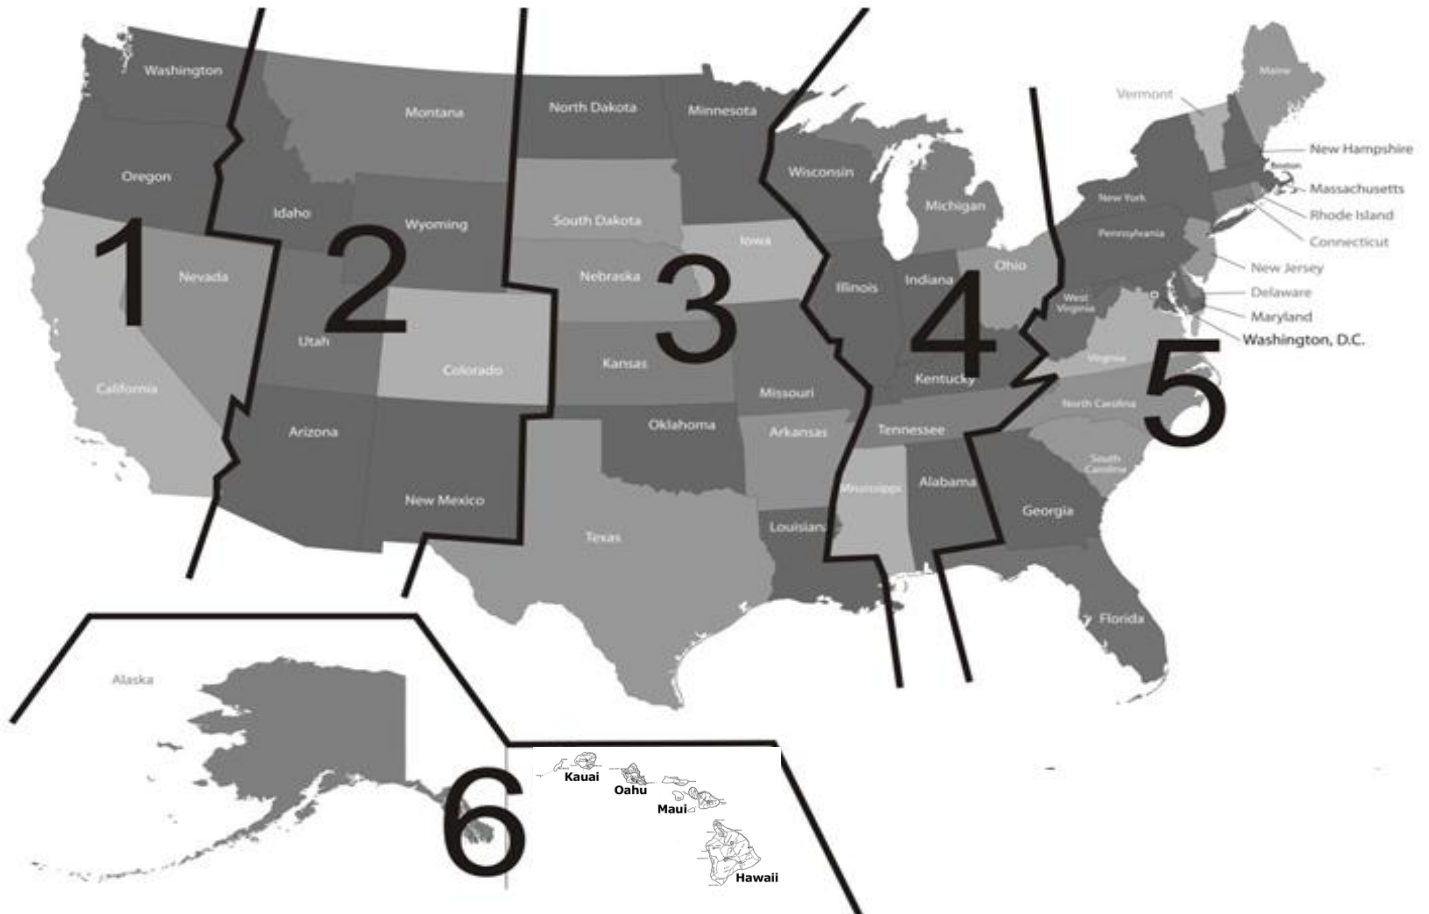 Washington
Oregon
1
Nevada
California
Montana
Idaho
Wyoming
2
Utah
Colorado
Arizona
New Mexico
North Dakota
Minnesota
South Dakota
Iowa
Nebraska
3
Kansas
Missouri
Oklahoma
Arkansas
Texas
Louisiana
Wisconsin
Michigan
Illinois
Indiana
Ohio
4
Kentucky
Tennessee
Mississippi
Alabama
Maine
Vermont
New Hampshire
Boston
Massachusetts
New York
Rhode Island
Pennsylvania
Connecticut
New Jersey
Delaware
West
Virginia
Maryland
Washington, D.C.
Virginia
5
North Carolina
South
Carolina
Georgia
Florida
Alaska
6
Kauai
Oahu
Maui
Hawaii